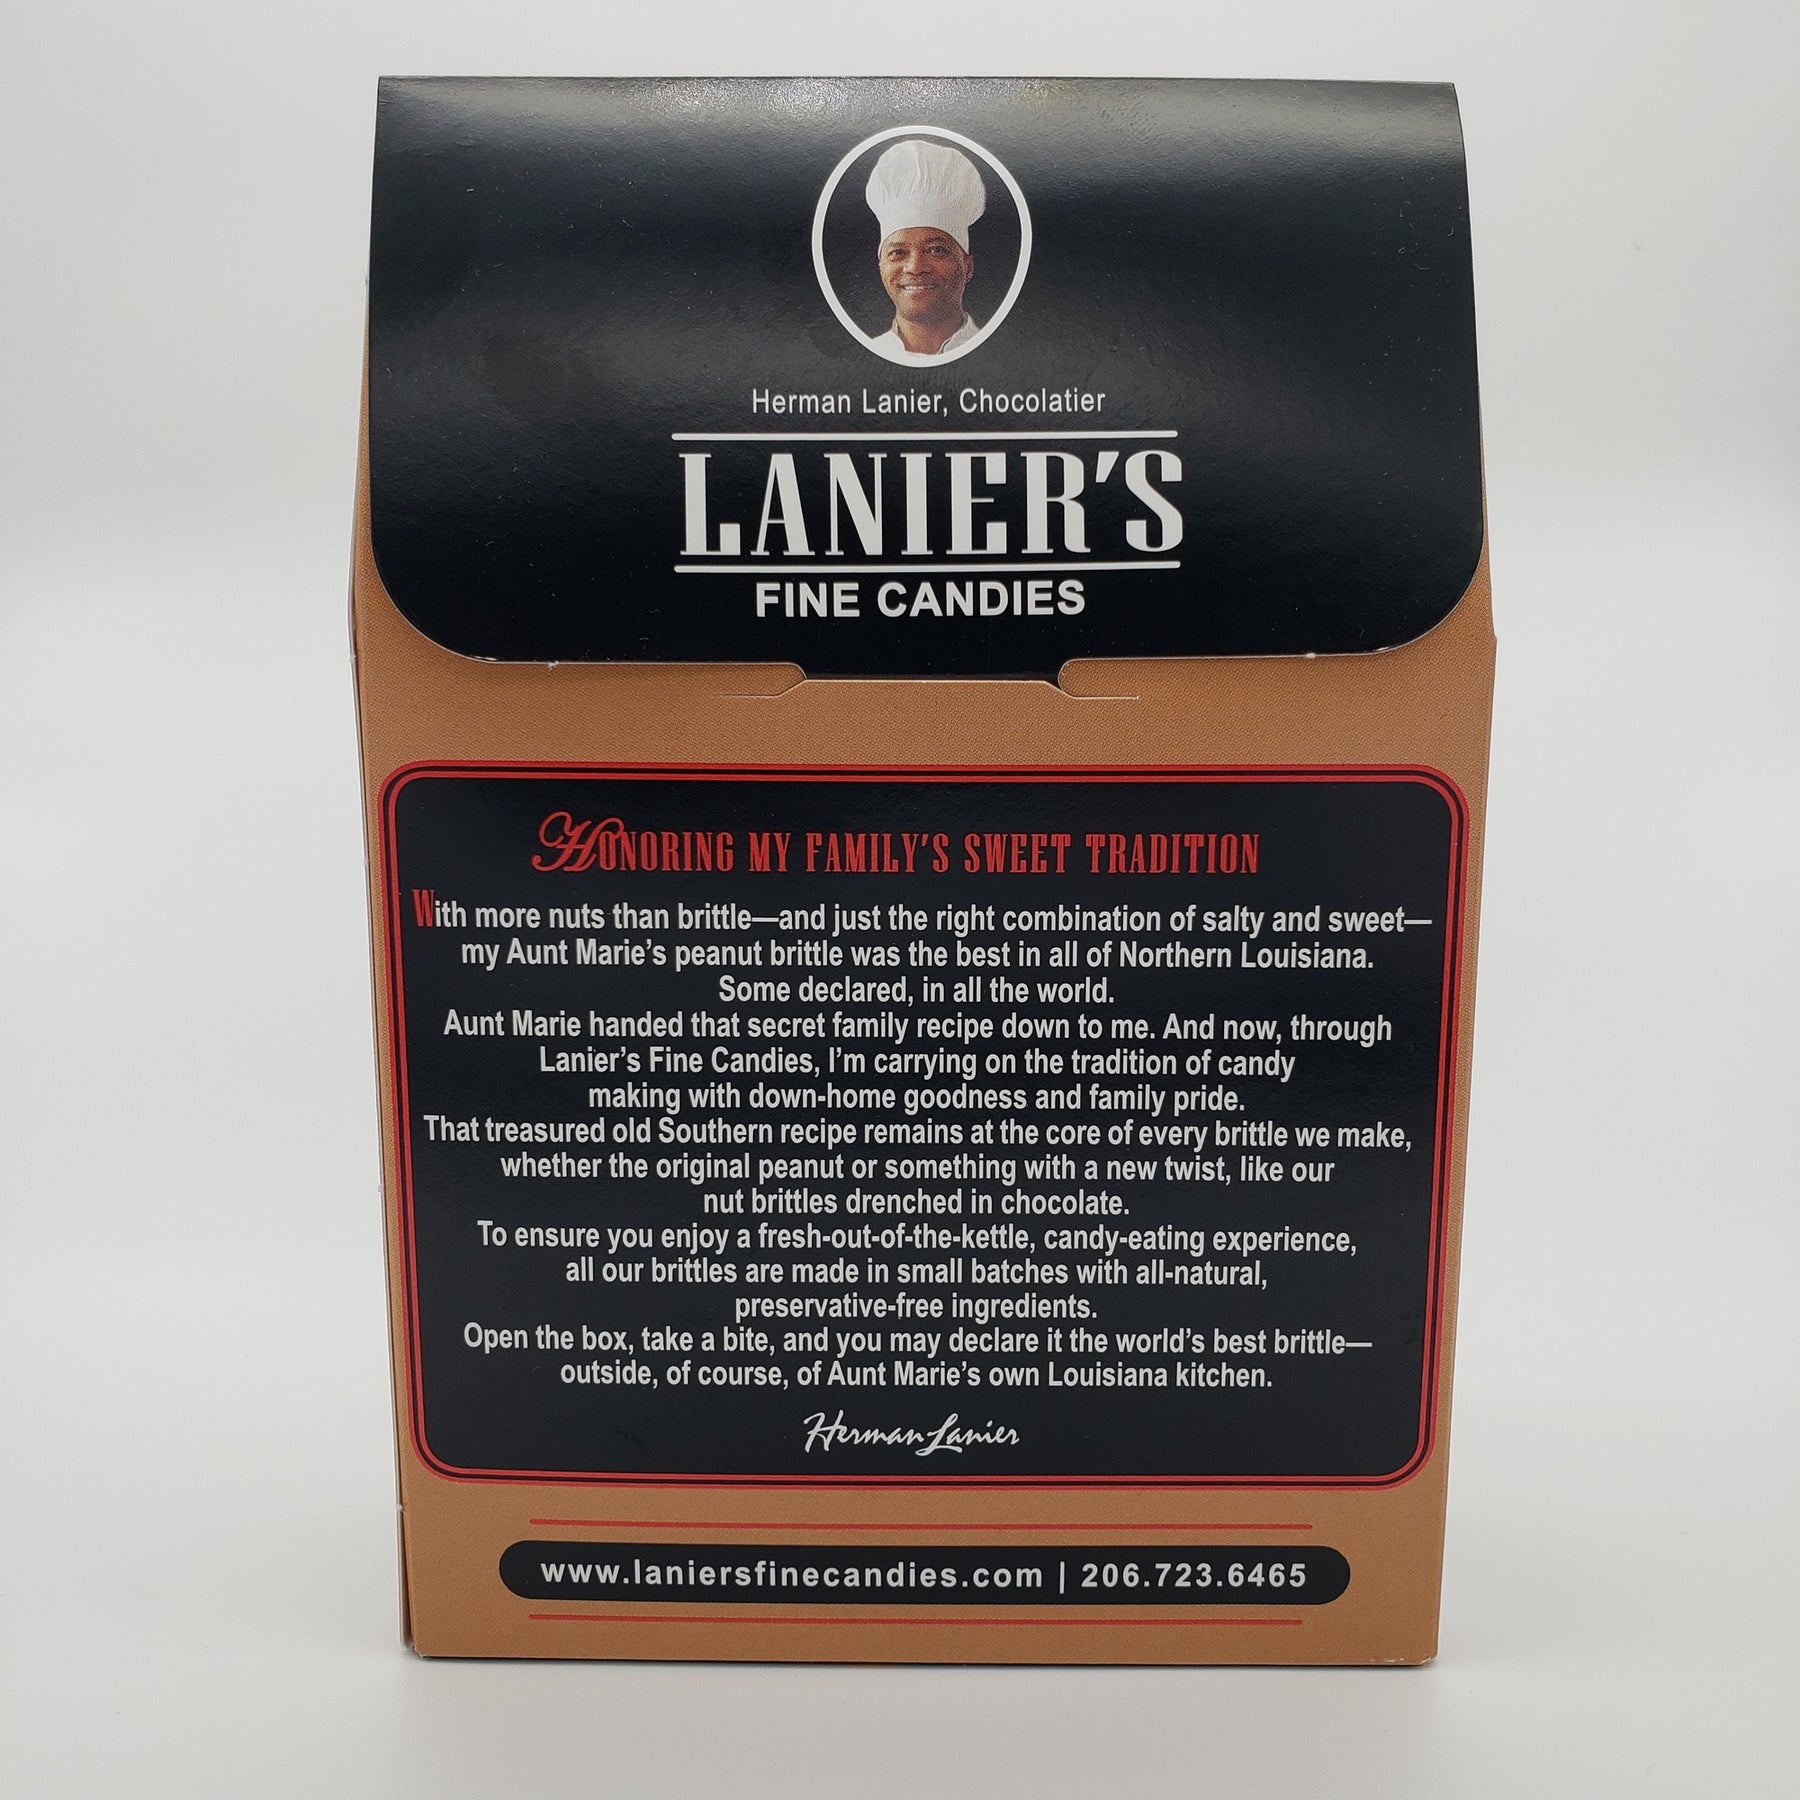 Herman Lanier, Chocolatier
LANIER'S
FINE CANDIES
HONORING MY FAMILY'S SWEET TRADITION
With more nuts than brittle—and just the right combination of salty and sweet—
my Aunt Marie's peanut brittle was the best in all of Northern Louisiana.
Some declared, in all the world.
Aunt Marie handed that secret family recipe down to me. And now, through
Lanier's Fine Candies, I'm carrying on the tradition of candy
making with down-home goodness and family pride.
That treasured old Southern recipe remains at the core of every brittle we make,
whether the original peanut or something with a new twist, like our
nut brittles drenched in chocolate.
To ensure you enjoy a fresh-out-of-the-kettle, candy-eating experience,
all our brittles are made in small batches with all-natural,
preservative-free ingredients.
Open the box, take a bite, and you may declare it the world's best brittle—
outside, of course, of Aunt Marie's own Louisiana kitchen.
Herman Lanier
www.laniersfinecandies.com | 206.723.6465